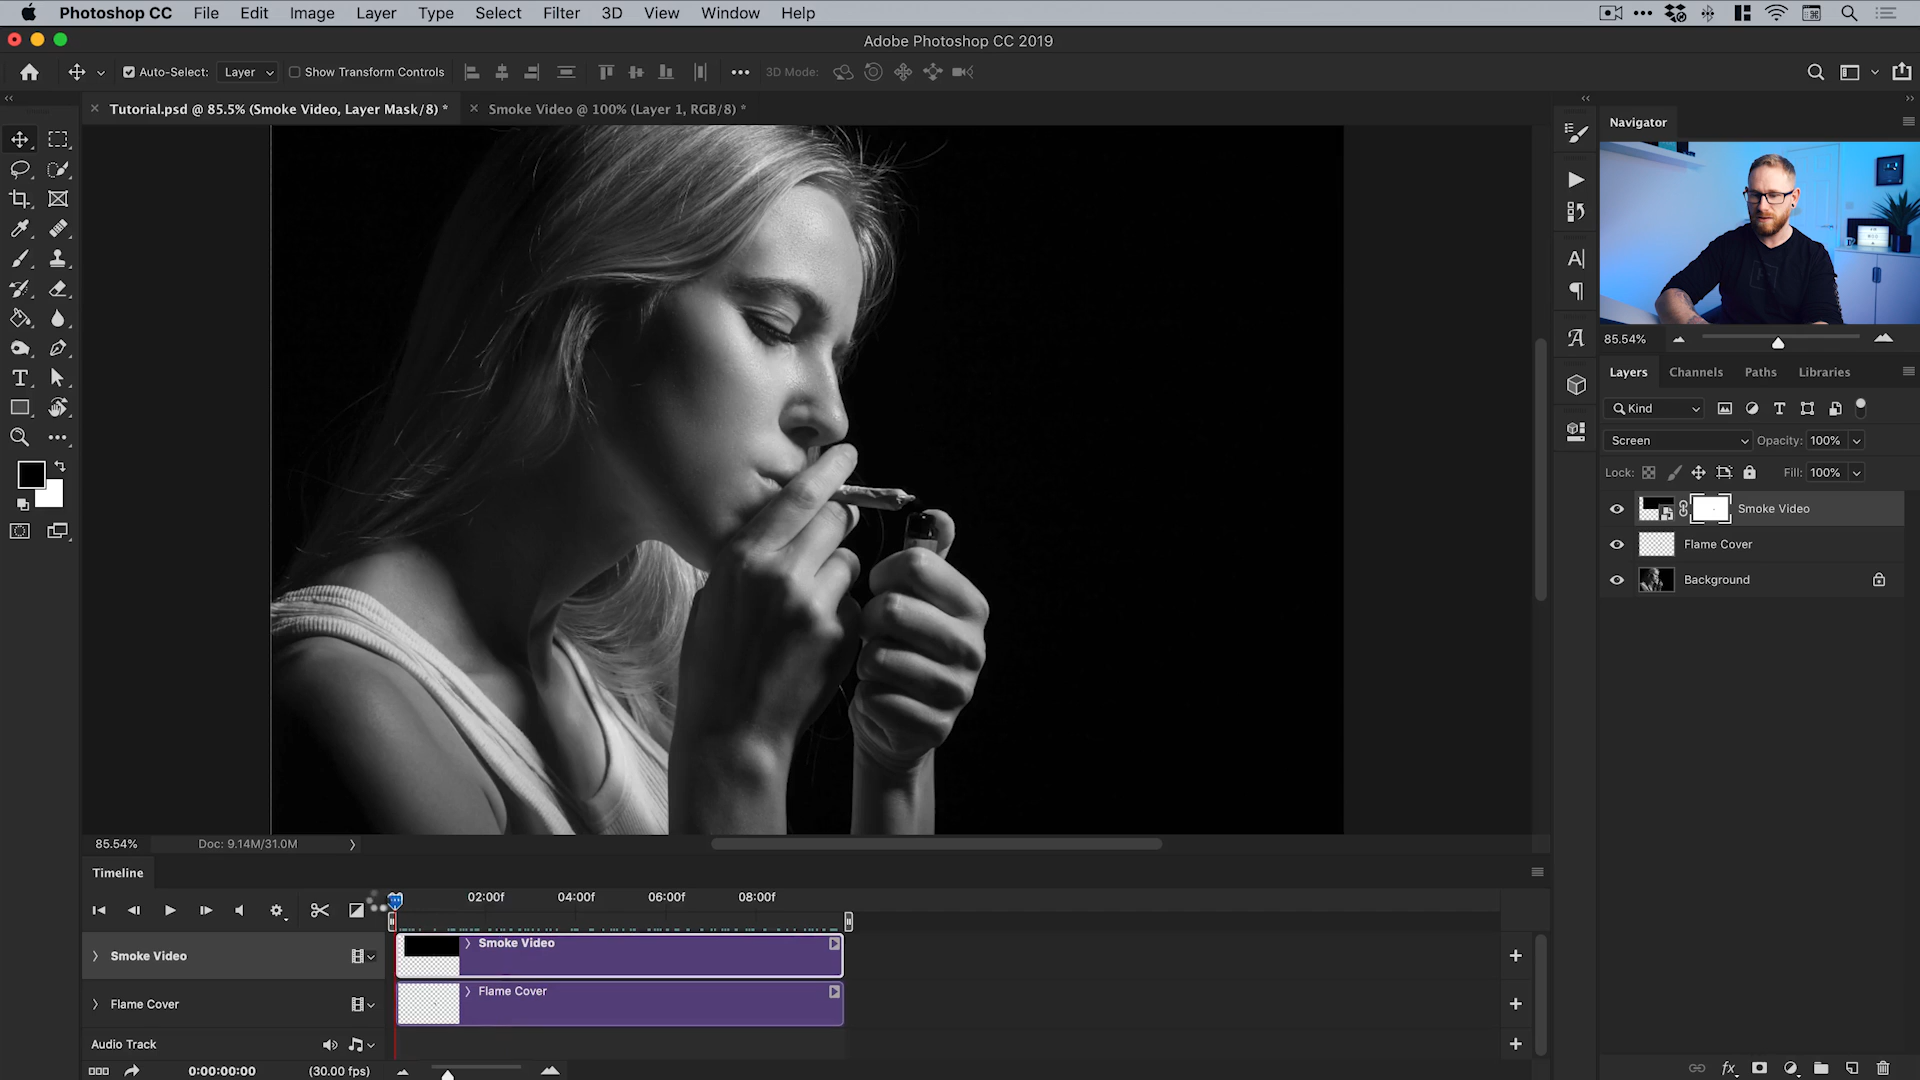 Photoshop CC File Edit Image Layer Type Select Filter 3D View Window Help
Adobe Photoshop CC 2019
Auto-Select: Layer Show Transform Controls 3D Mode:
Tutorial.psd @ 85.5% (Smoke Video, Layer Mask/8) * Smoke Video @ 100% (Layer 1, RGB/8) *
Navigator
85.54%
Layers Channels Paths Libraries
Kind
Screen Opacity: 100%
Lock: Fill: 100%
Smoke Video
Flame Cover
Background
85.54% Doc: 9.14M/31.0M
Timeline
02:00f 04:00f 06:00f 08:00f
Smoke Video Smoke Video
Flame Cover Flame Cover
Audio Track
0:00:00:00 (30.00 fps)